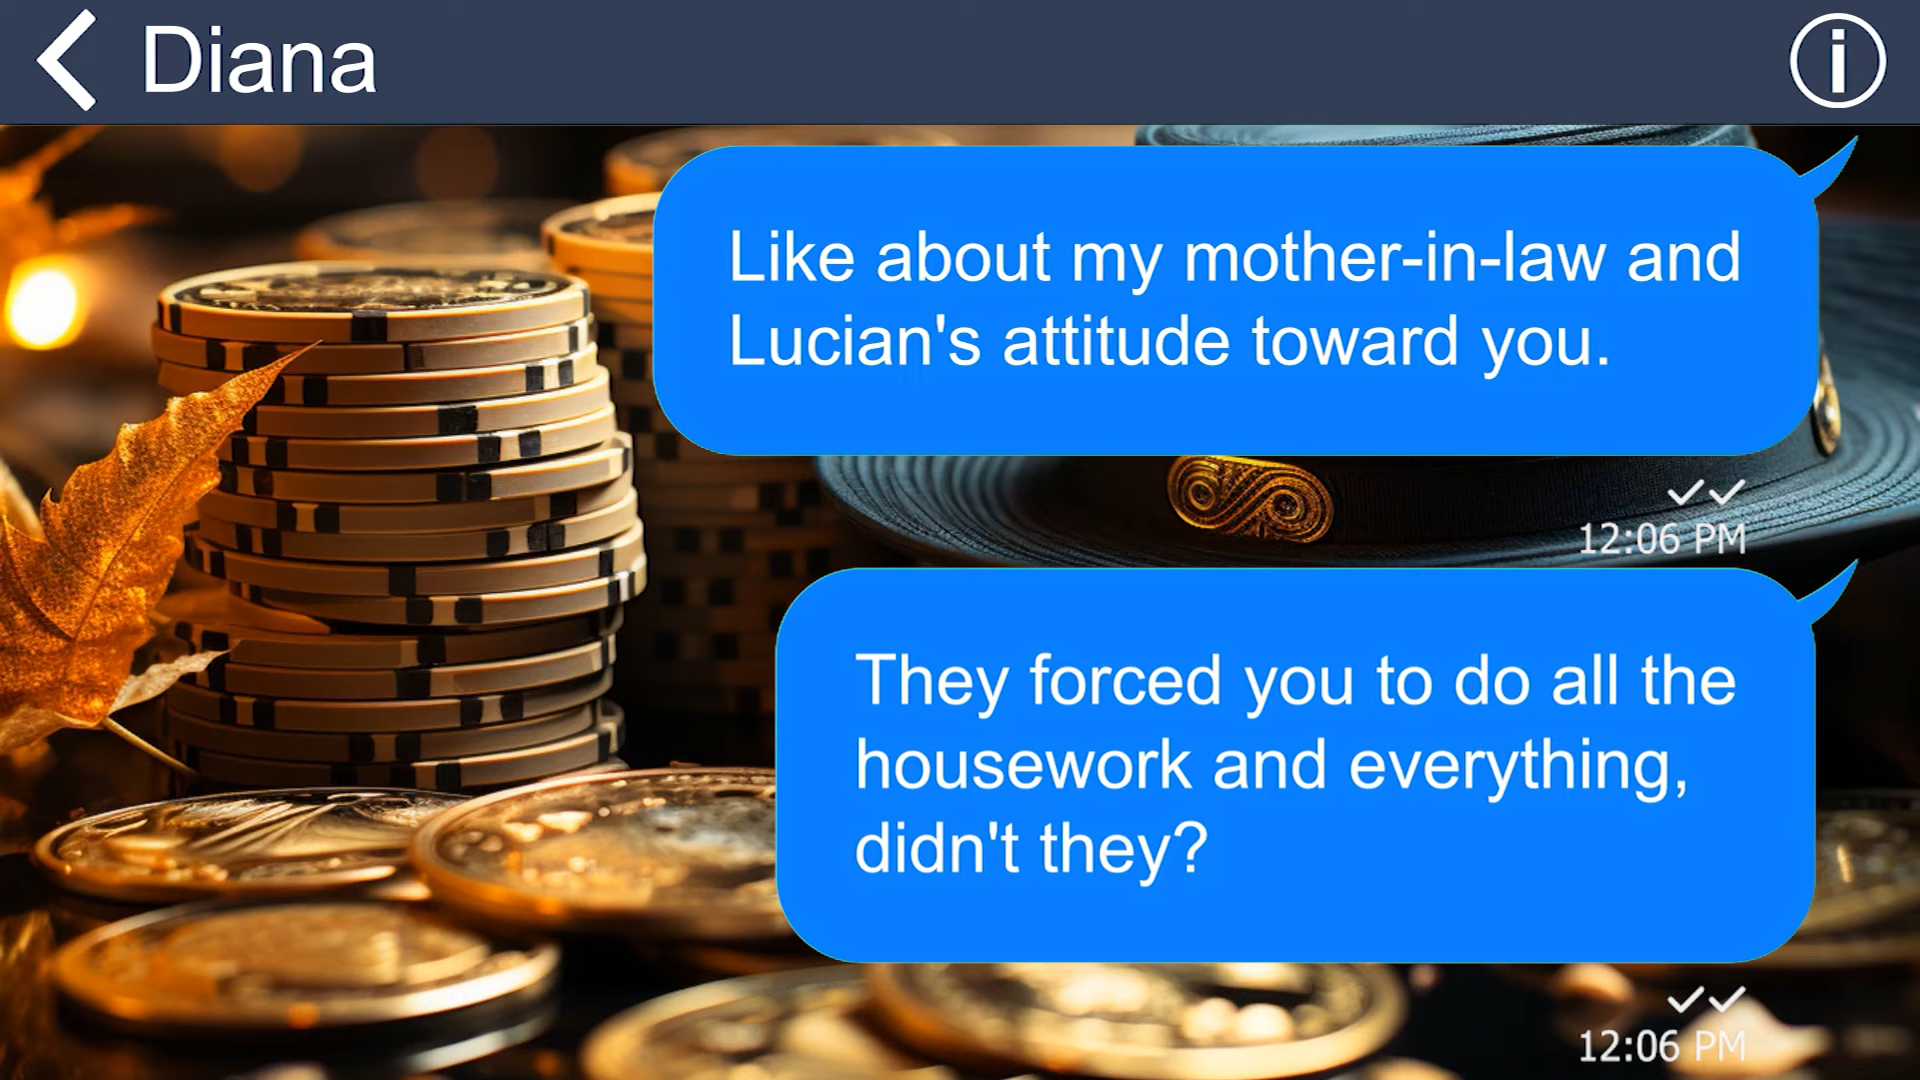 Diana
Like about my mother-in-law and
Lucian's attitude toward you.
12:06 PM
They forced you to do all the
housework and everything,
didn't they?
12:06 PM